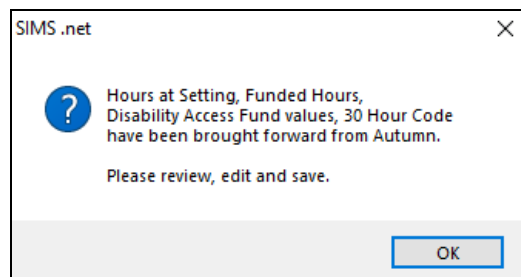 SIMS .net
Hours at Setting, Funded Hours,
Disability Access Fund values, 30 Hour Code
have been brought forward from Autumn.
Please review, edit and save.
OK